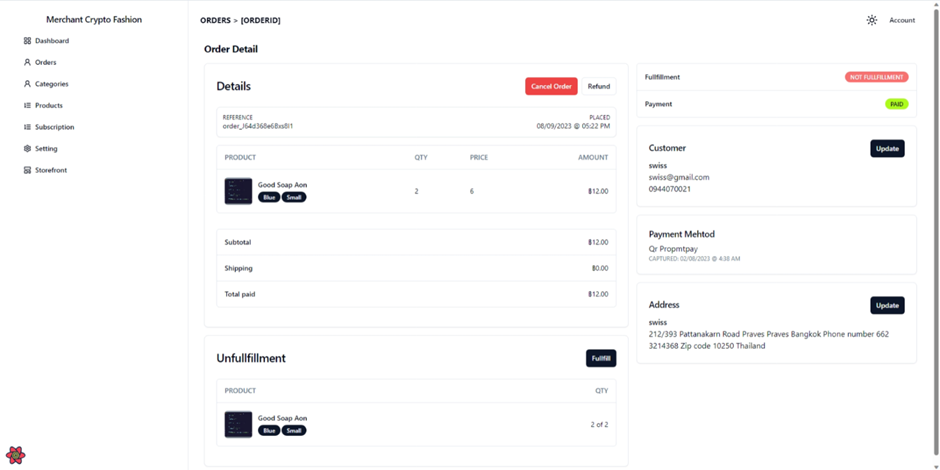 Merchant Crypto Fashion
Dashboard
Orders
Categories
Products
Subscription
Setting
Storefront
ORDERS > [ORDERID]
Account
Order Detail
Details
Cancel Order
Refund
REFERENCE
PLACED
08/09/2023 @ 05:22 PM
PRODUCT QTY PRICE AMOUNT
Good Soap Aon
Blue Small
2 6 ฿12.00
Subtotal ฿12.00
Shipping ฿0.00
Total paid ฿12.00
Unfullfillment
Fullfill
PRODUCT QTY
Good Soap Aon
Blue Small
2 of 2
Fullfillment NOT FULLFILLMENT
Payment PAID
Customer
Update
swiss
swiss@gmail.com
0944070021
Payment Mehtod
Qr Propmtpay
CAPTURED: 02/08/2023 @ 4:38 AM
Address
Update
swiss
212/393 Pattanakarn Road Praves Praves Bangkok Phone number 662
3214368 Zip code 10250 Thailand